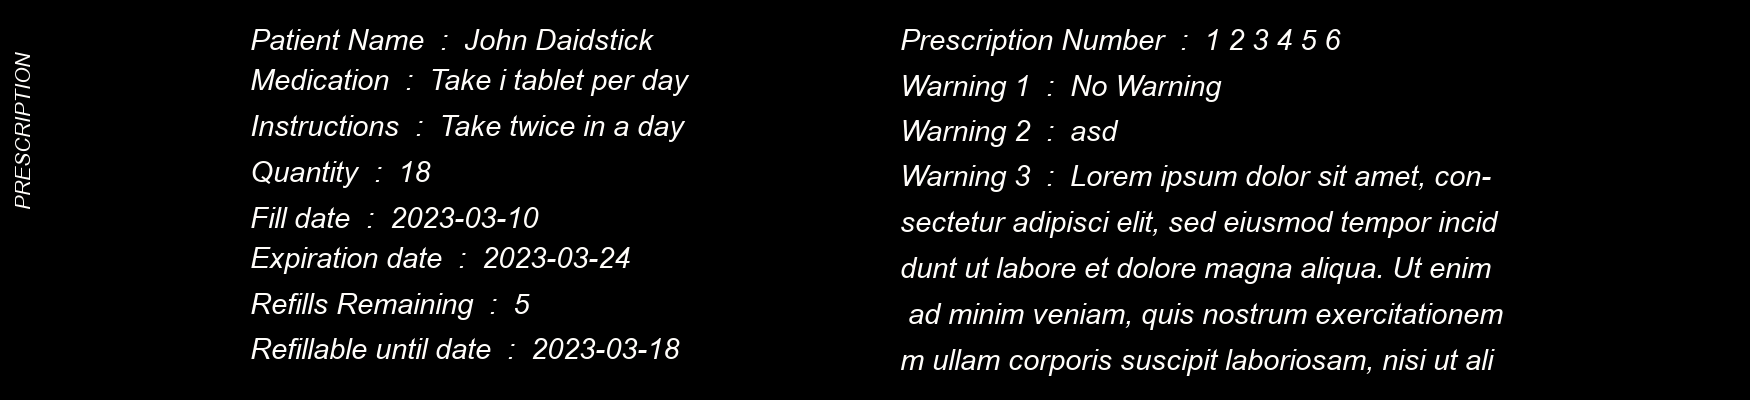 PRESCRIPTION
Patient Name : John Daidstick
Medication : Take i tablet per day
Instructions : Take twice in a day
Quantity : 18
Fill date : 2023-03-10
Expiration date : 2023-03-24
Refills Remaining : 5
Refillable until date : 2023-03-18
Prescription Number : 1 2 3 4 5 6
Warning 1 : No Warning
Warning 2 : asd
Warning 3 : Lorem ipsum dolor sit amet, con-
sectetur adipisci elit, sed eiusmod tempor incid
dunt ut labore et dolore magna aliqua. Ut enim
ad minim veniam, quis nostrum exercitationem
m ullam corporis suscipit laboriosam, nisi ut ali